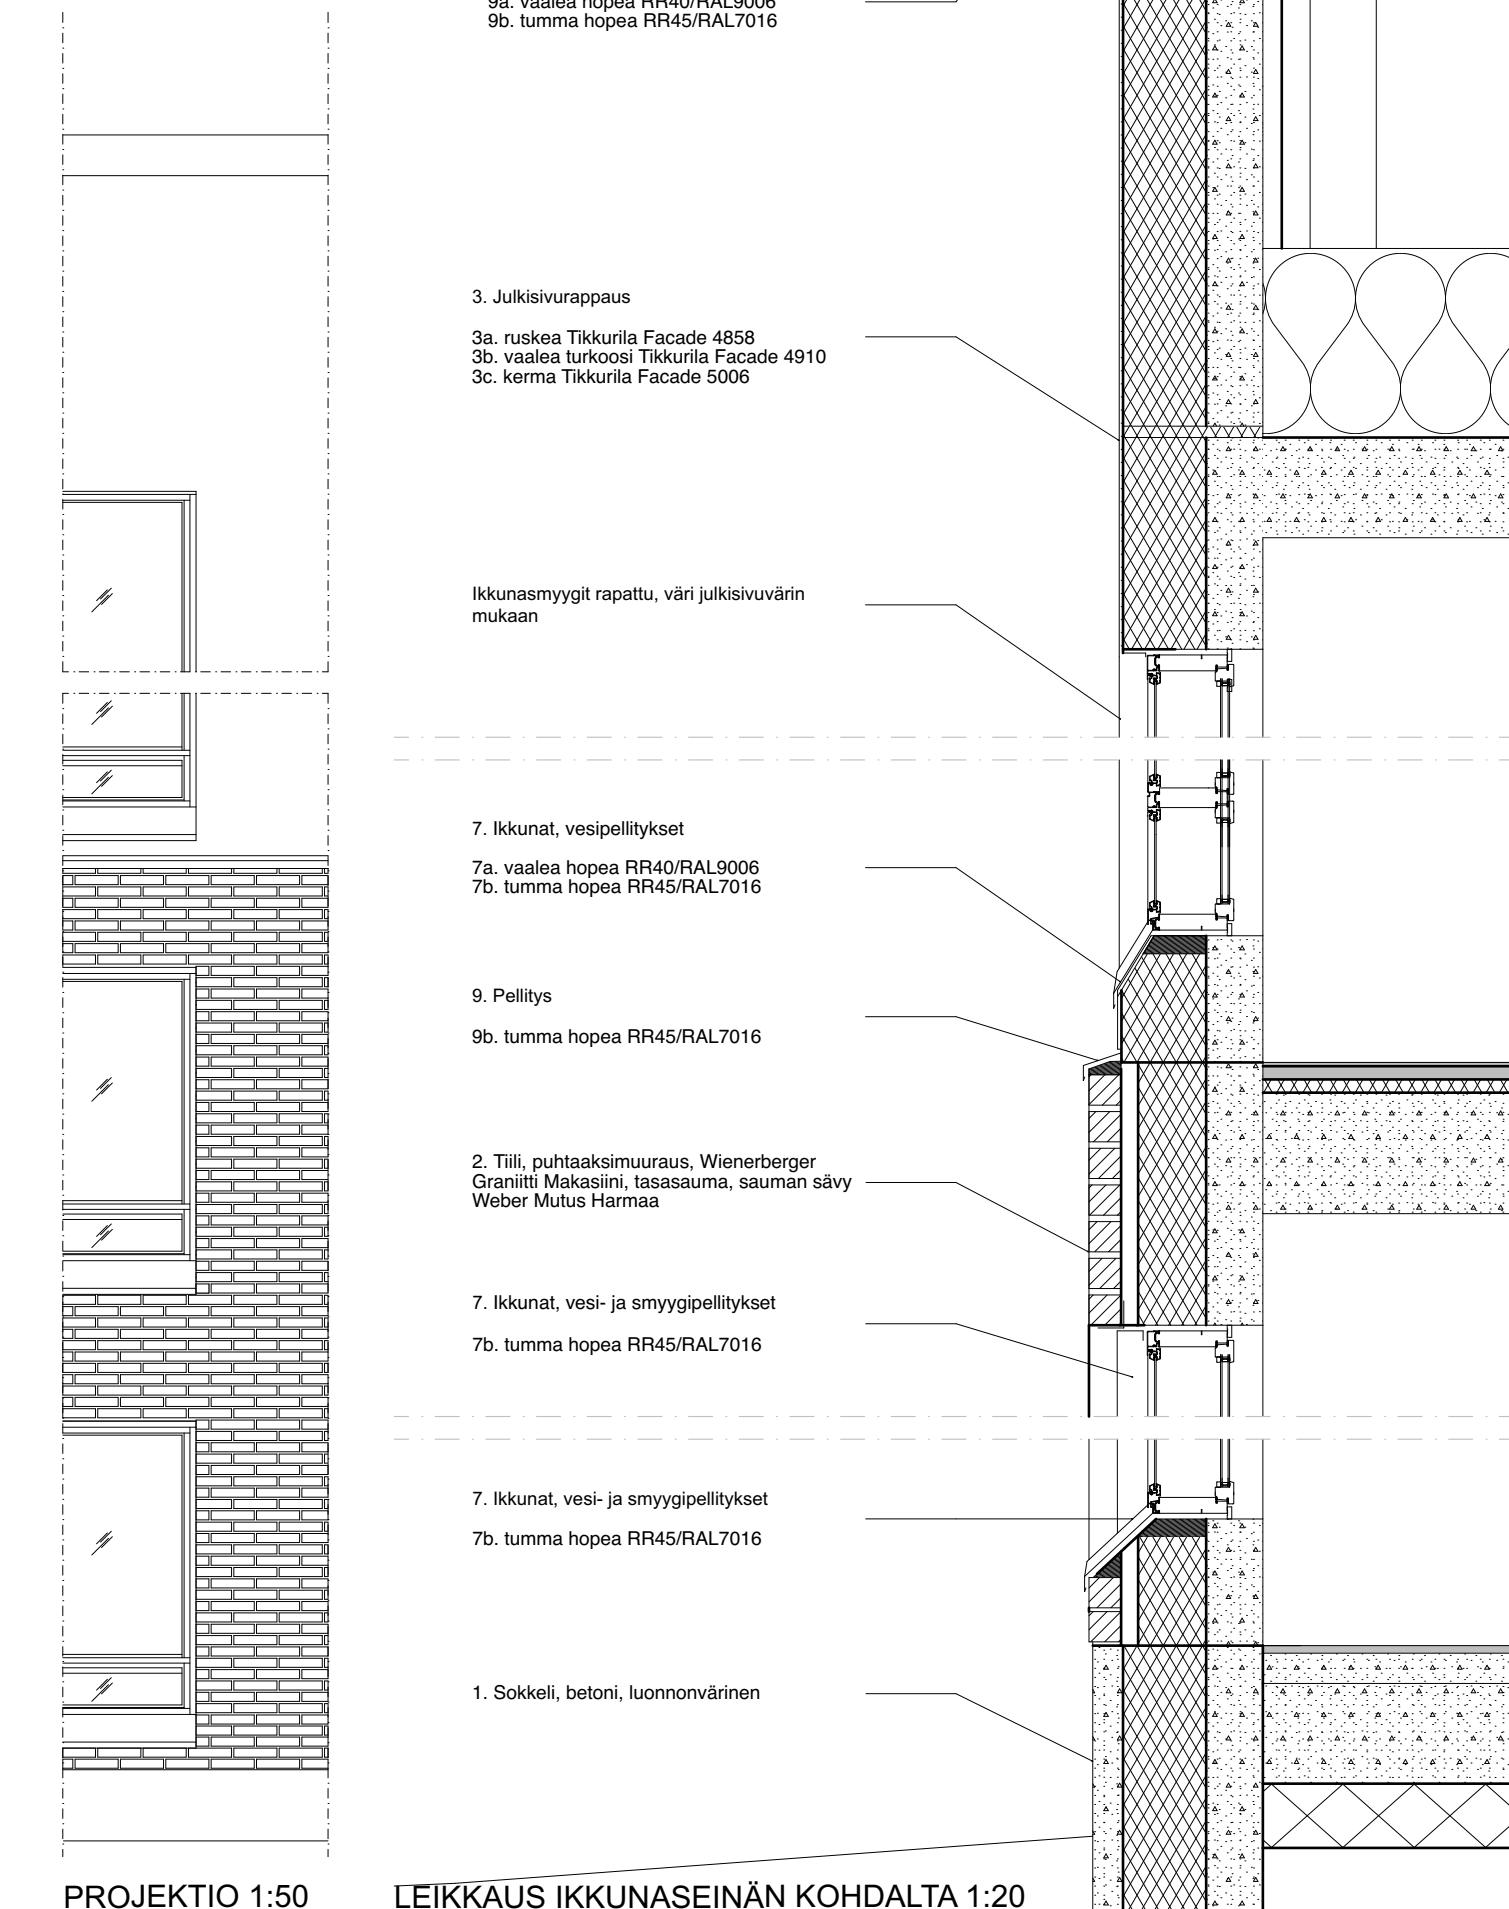 9a. vaalea hopea RR40/RAL9006
9b. tumma hopea RR45/RAL7016
3. Julkisivurappaus
3a. ruskea Tikkurila Facade 4858
3b. vaalea turkoosi Tikkurila Facade 4910
3c. kerma Tikkurila Facade 5006
Ikkunasmyygit rapattu, väri julkisivuvärin
mukaan
7. Ikkunat, vesipellitykset
7a. vaalea hopea RR40/RAL9006
7b. tumma hopea RR45/RAL7016
9. Pellitys
9b. tumma hopea RR45/RAL7016
2. Tiili, puhtaaksimuuraus, Wienerberger
Graniitti Makasiini, tasasauma, sauman sävy
Weber Mutus Harmaa
7. Ikkunat, vesi- ja smyygipellitykset
7b. tumma hopea RR45/RAL7016
7. Ikkunat, vesi- ja smyygipellitykset
7b. tumma hopea RR45/RAL7016
1. Sokkeli, betoni, luonnonvärinen
PROJEKTIO 1:50
LEIKKAUS IKKUNASEINÄN KOHDALTA 1:20